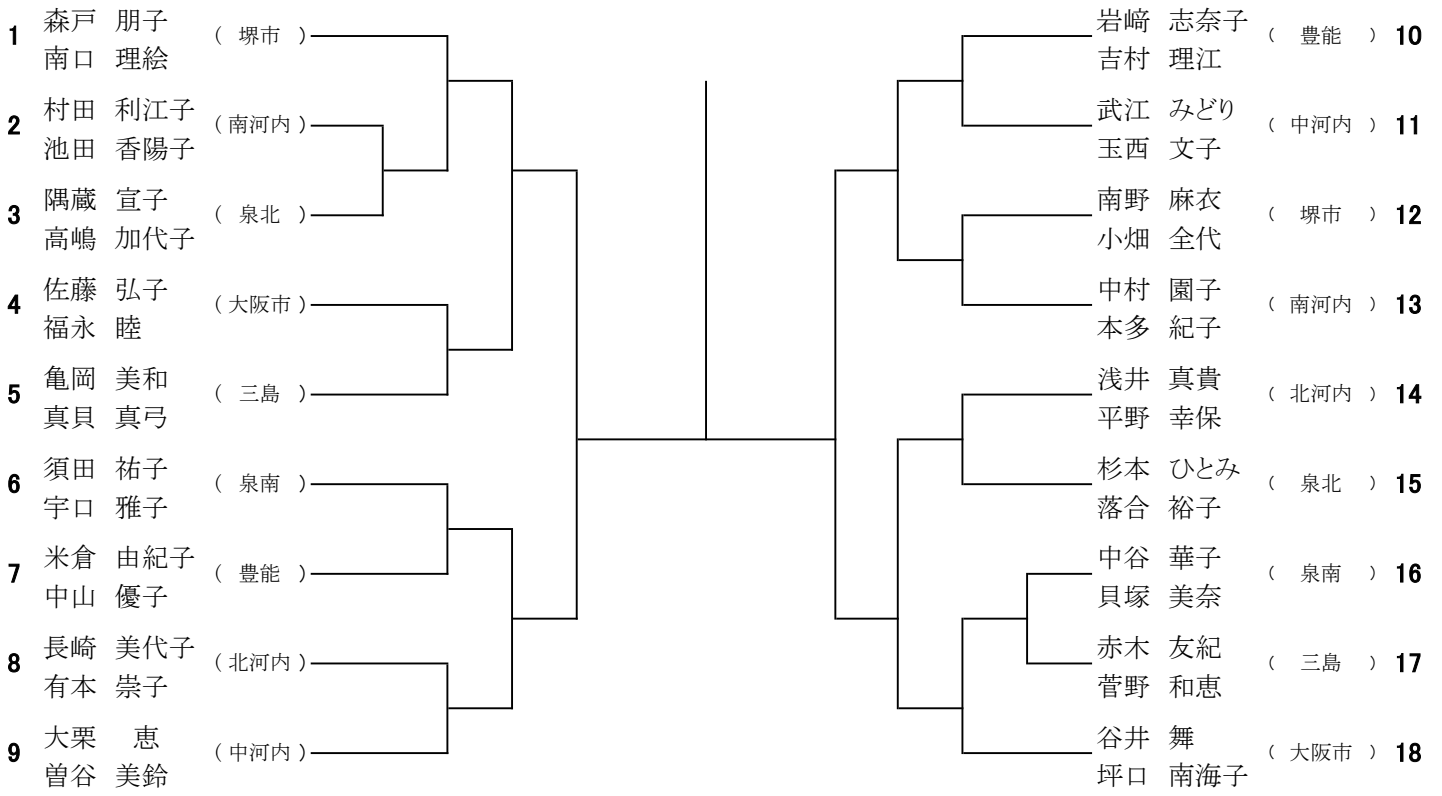 1 森戸 朋子 ( 堺市 )
南口 理絵
2 村田 利江子 ( 南河内 )
池田 香陽子
3 隅蔵 宣子 ( 泉北 )
高嶋 加代子
4 佐藤 弘子 ( 大阪市 )
福永 睦
5 亀岡 美和 ( 三島 )
真貝 真弓
6 須田 祐子 ( 泉南 )
宇口 雅子
7 米倉 由紀子 ( 豊能 )
中山 優子
8 長崎 美代子 ( 北河内 )
有本 崇子
9 大栗 恵 ( 中河内 )
曽谷 美鈴
岩﨑 志奈子 ( 豊能 ) 10
吉村 理江
武江 みどり ( 中河内 ) 11
玉西 文子
南野 麻衣 ( 堺市 ) 12
小畑 全代
中村 園子 ( 南河内 ) 13
本多 紀子
浅井 真貴 ( 北河内 ) 14
平野 幸保
杉本 ひとみ ( 泉北 ) 15
落合 裕子
中谷 華子 ( 泉南 ) 16
貝塚 美奈
赤木 友紀 ( 三島 ) 17
菅野 和恵
谷井 舞 ( 大阪市 ) 18
坪口 南海子